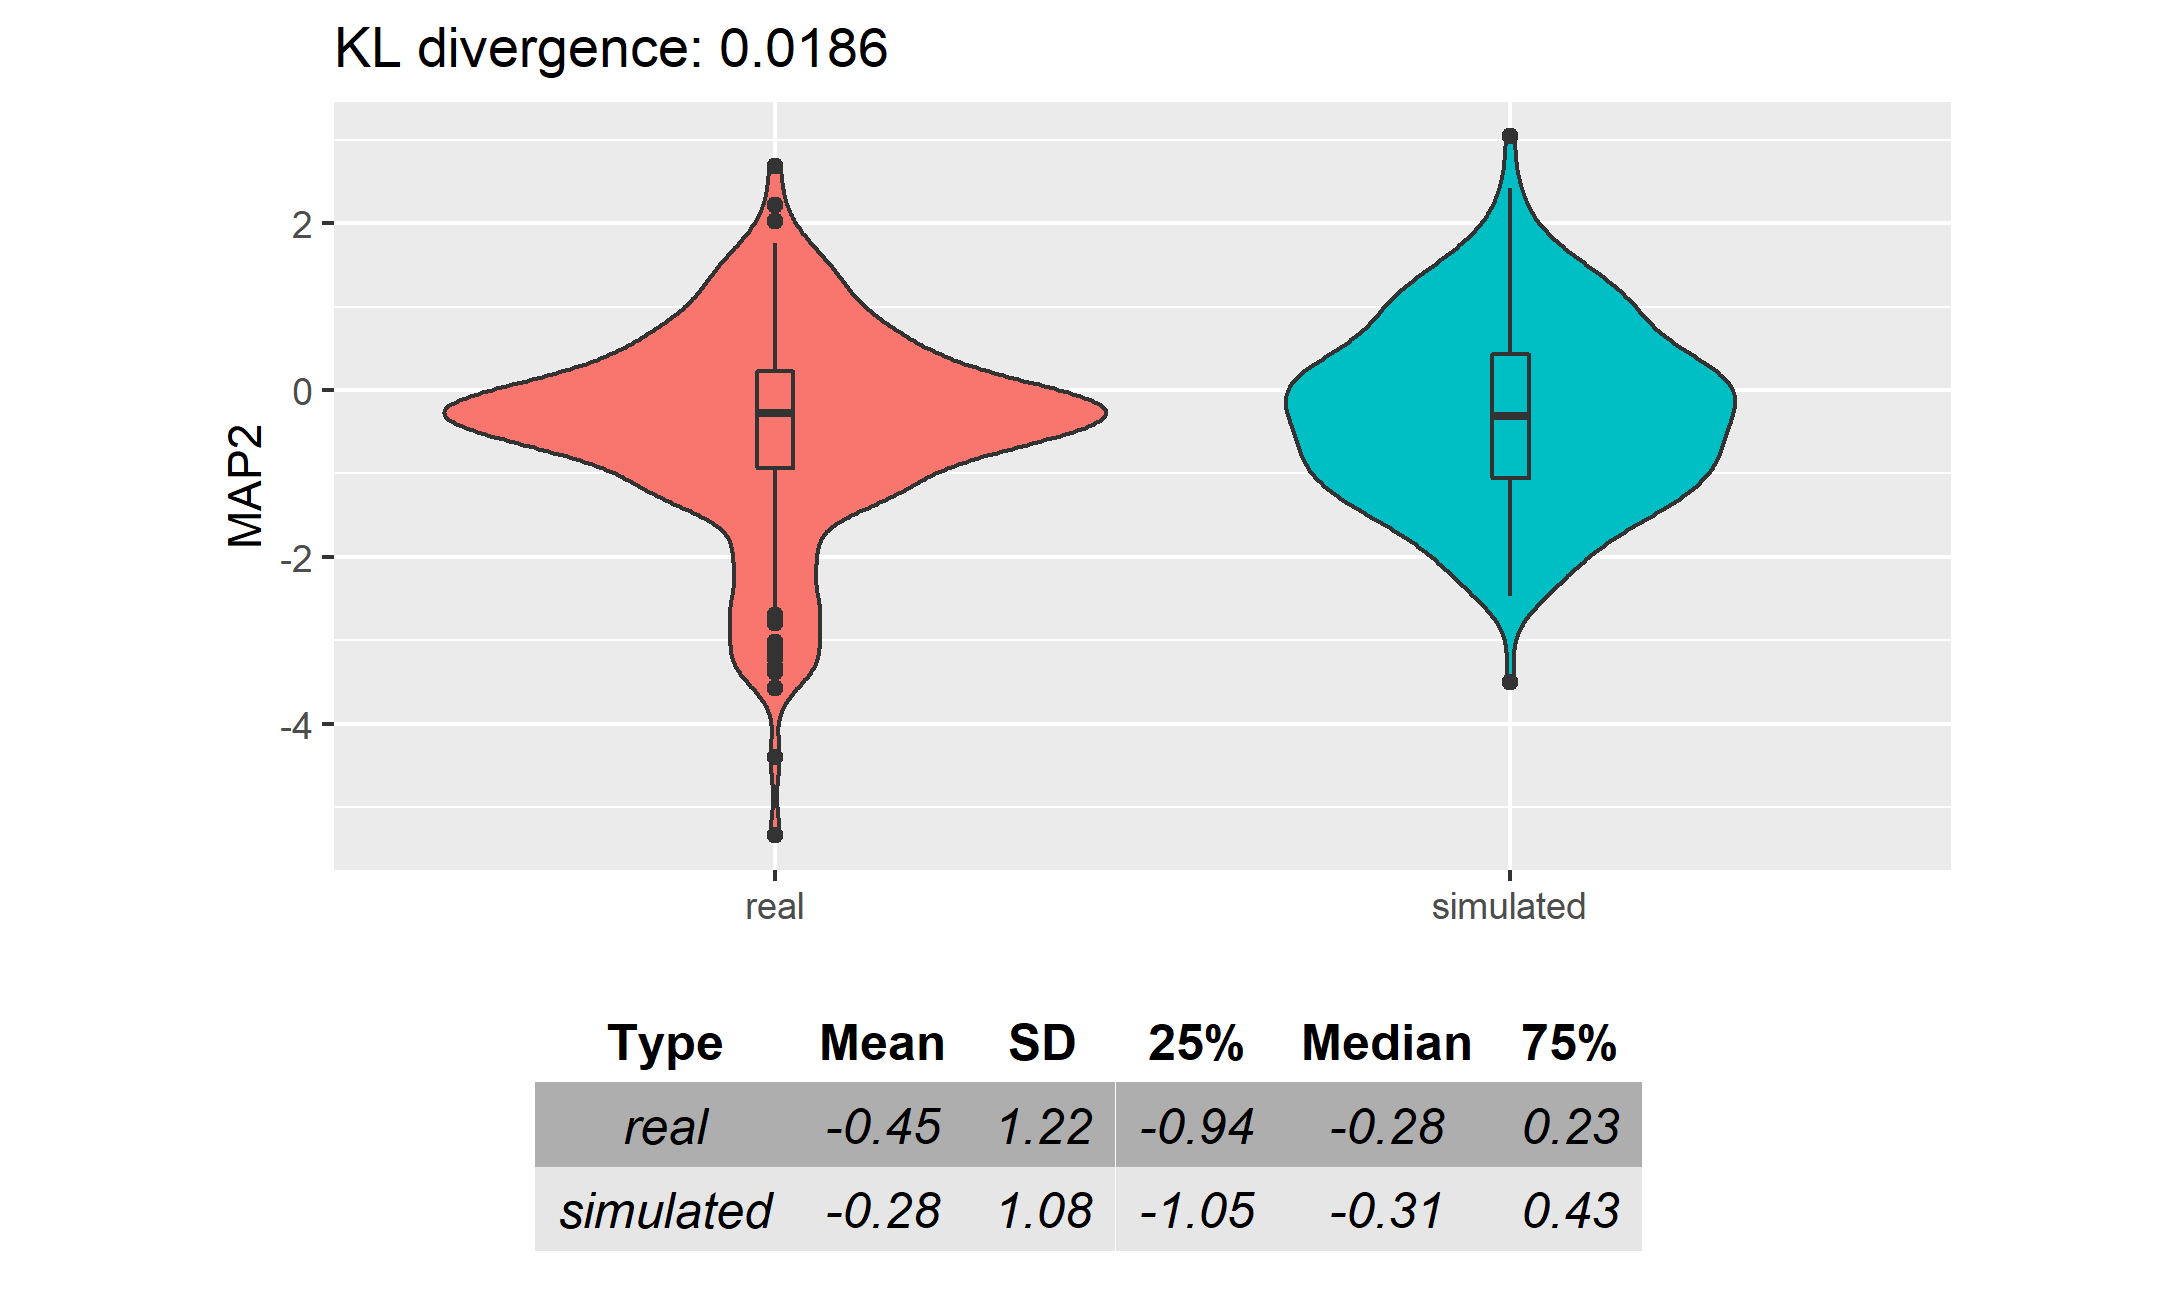 KL divergence: 0.0186
MAP2
2
0
-2
-4
real simulated
Type Mean SD 25% Median 75%
real -0.45 1.22 -0.94 -0.28 0.23
simulated -0.28 1.08 -1.05 -0.31 0.43